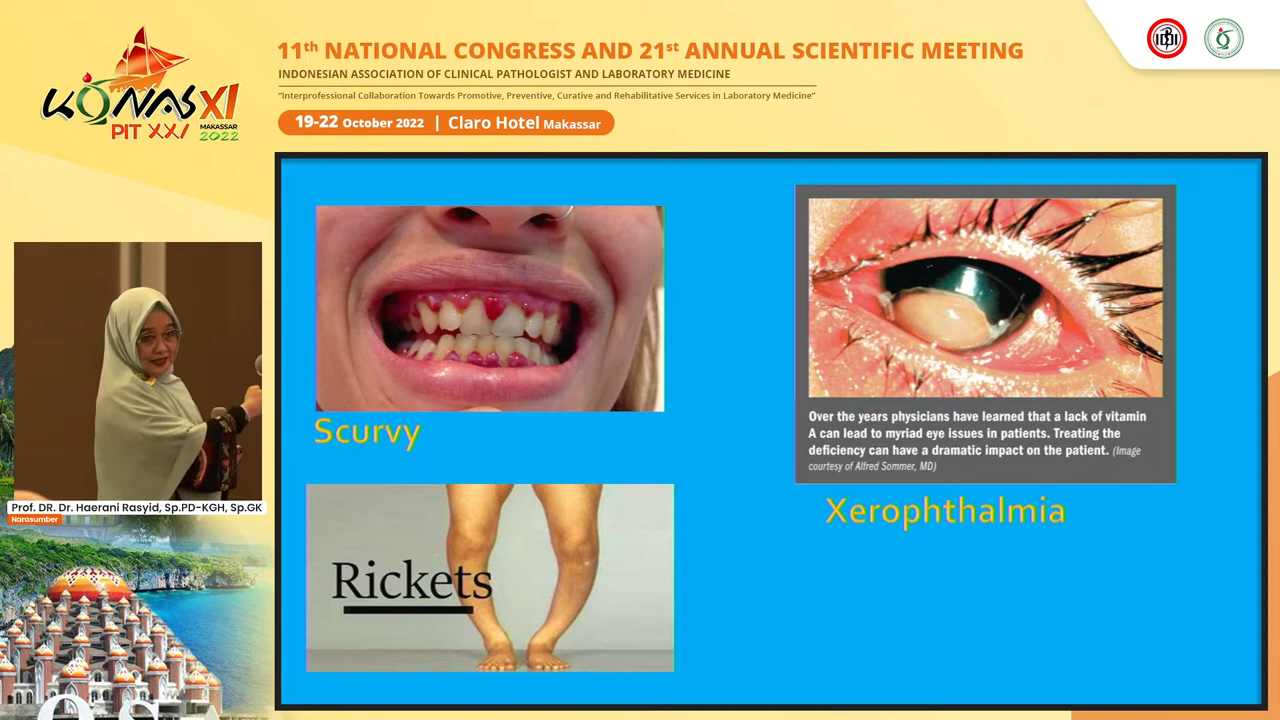 KONAS XI
PIT XXI
MAKASSAR
2022
11th NATIONAL CONGRESS AND 21st ANNUAL SCIENTIFIC MEETING
INDONESIAN ASSOCIATION OF CLINICAL PATHOLOGIST AND LABORATORY MEDICINE
"Interprofessional Collaboration Towards Promotive, Preventive, Curative and Rehabilitative Services in Laboratory Medicine"
19-22 October 2022 | Claro Hotel Makassar
Scurvy
Rickets
Over the years physicians have learned that a lack of vitamin
A can lead to myriad eye issues in patients. Treating the
deficiency can have a dramatic impact on the patient. (Image
courtesy of Alfred Sommer, MD)
Xerophthalmia
Prof. DR. Dr. Haerani Rasyid, Sp.PD-KGH, Sp.GK
Narasumber